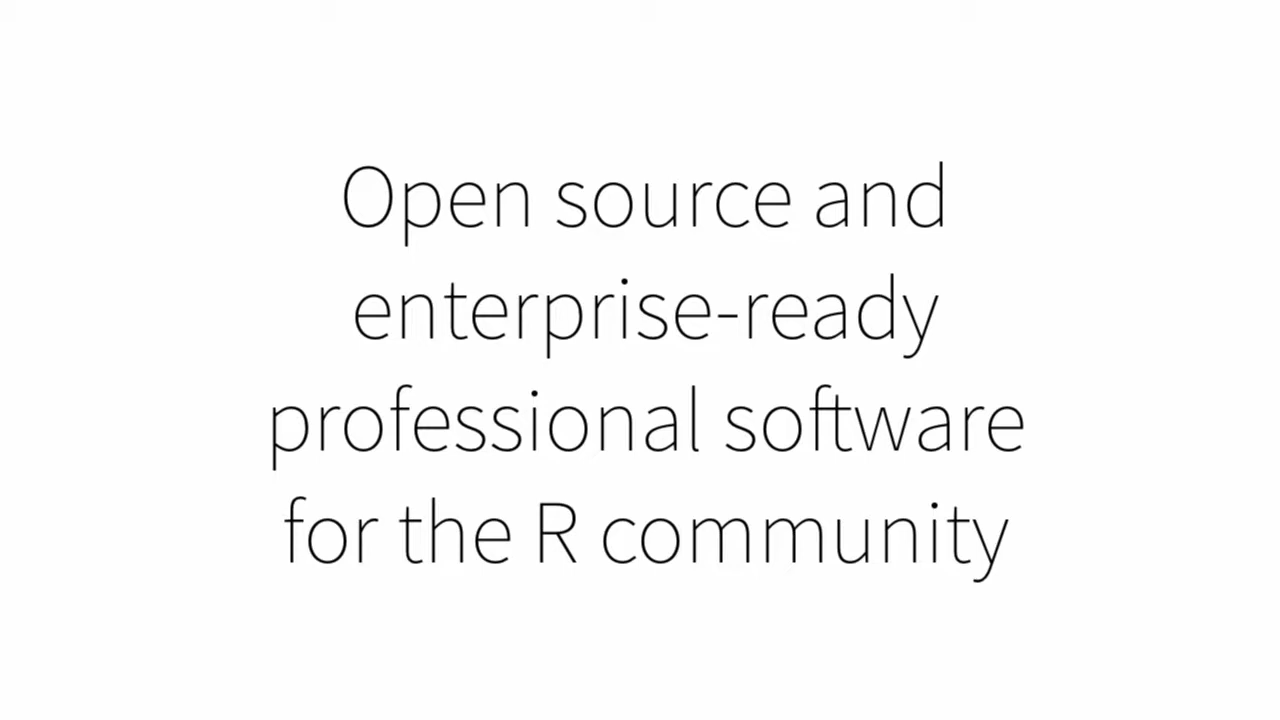 Open source and
enterprise-ready
professional software
for the R community